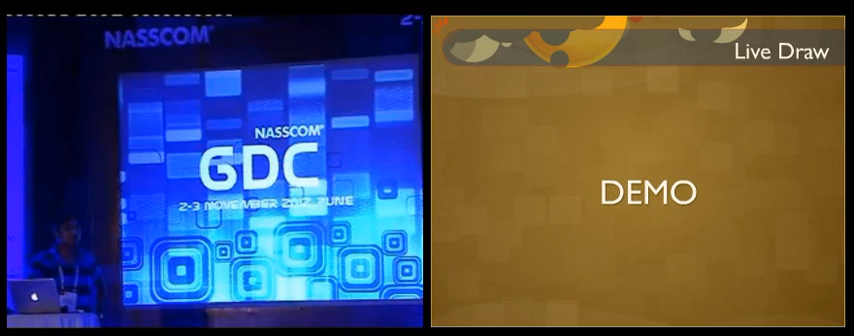 NASSCOM®
NASSCOM®
GDC
2-3 NOVEMBER 2012, PUNE
Live Draw
DEMO